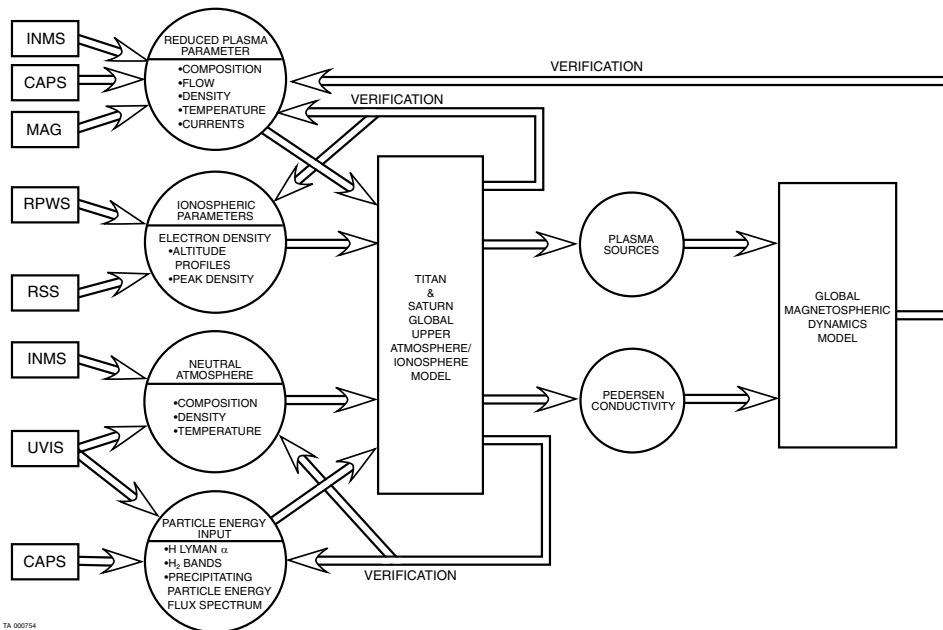 INMS
CAPS
MAG
REDUCED PLASMA
PARAMETER
•COMPOSITION
•FLOW
•DENSITY
•TEMPERATURE
•CURRENTS
VERIFICATION
VERIFICATION
RPWS
RSS
IONOSPHERIC
PARAMETERS
ELECTRON DENSITY
•ALTITUDE
PROFILES
•PEAK DENSITY
INMS
UVIS
NEUTRAL
ATMOSPHERE
•COMPOSITION
•DENSITY
•TEMPERATURE
CAPS
PARTICLE ENERGY
INPUT
•H LYMAN α
•H₂ BANDS
•PRECIPITATING
PARTICLE ENERGY
FLUX SPECTRUM
VERIFICATION
TITAN
&
SATURN
GLOBAL
UPPER
ATMOSPHERE/
IONOSPHERE
MODEL
PLASMA
SOURCES
PEDERSEN
CONDUCTIVITY
GLOBAL
MAGNETOSPHERIC
DYNAMICS
MODEL
TA 000754